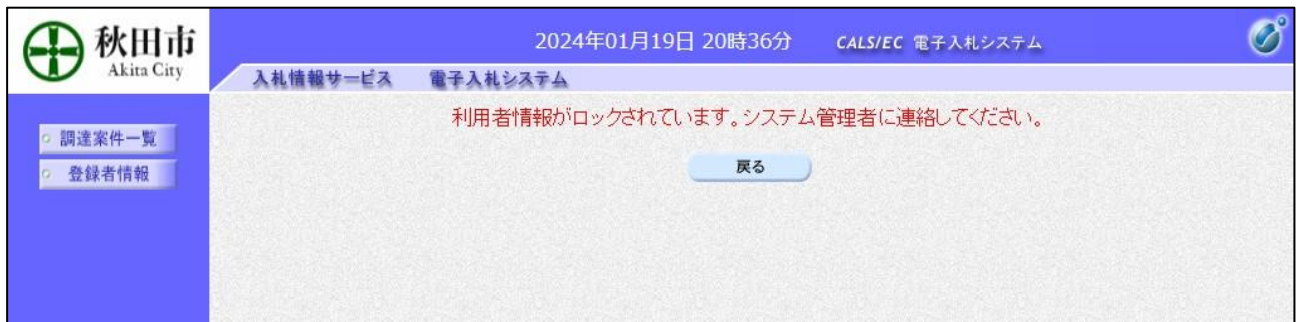 秋田市
Akita City
2024年01月19日 20時36分 CALS/EC 電子入札システム
入札情報サービス 電子入札システム
調達案件一覧
登録者情報
利用者情報がロックされています。システム管理者に連絡してください。
戻る